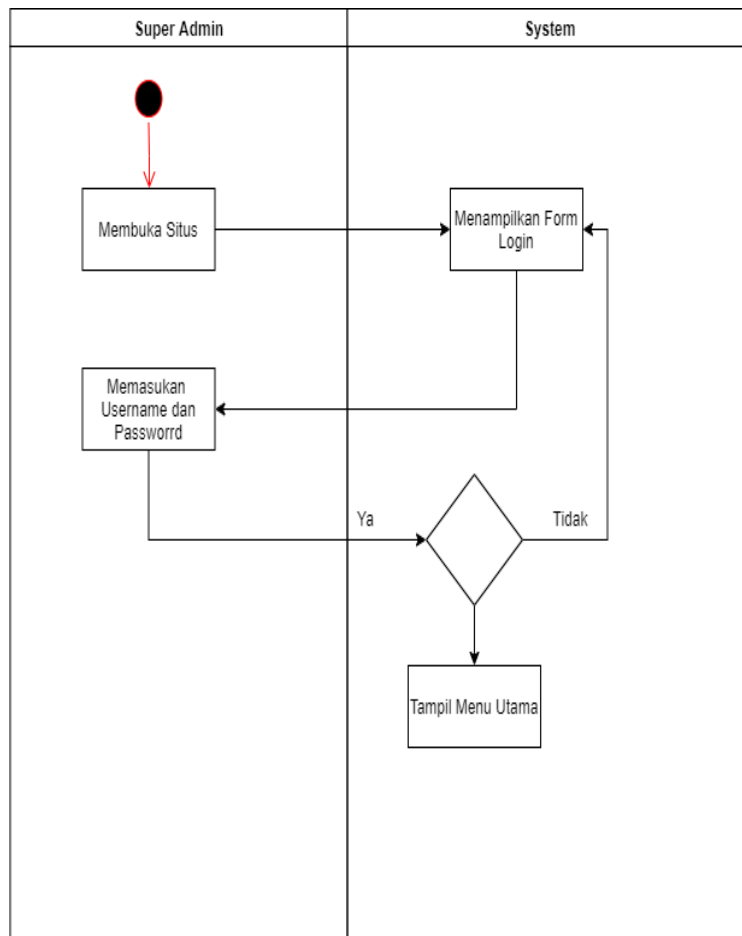 Super Admin
System
Membuka Situs
Menampilkan Form
Login
Memasukan
Username dan
Passworrd
Ya
Tidak
Tampil Menu Utama